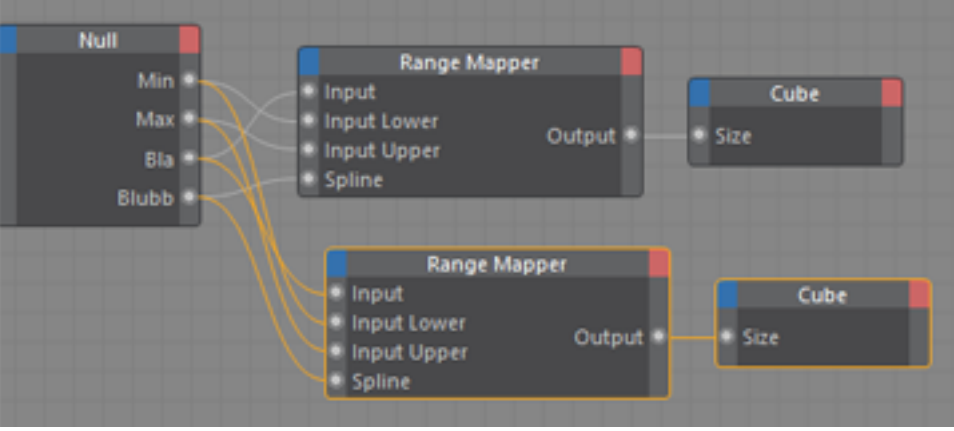 Null
Min
Max
Bla
Blubb
Range Mapper
Input
Input Lower
Input Upper
Spline
Output
Cube
Size
Range Mapper
Input
Input Lower
Input Upper
Spline
Output
Cube
Size